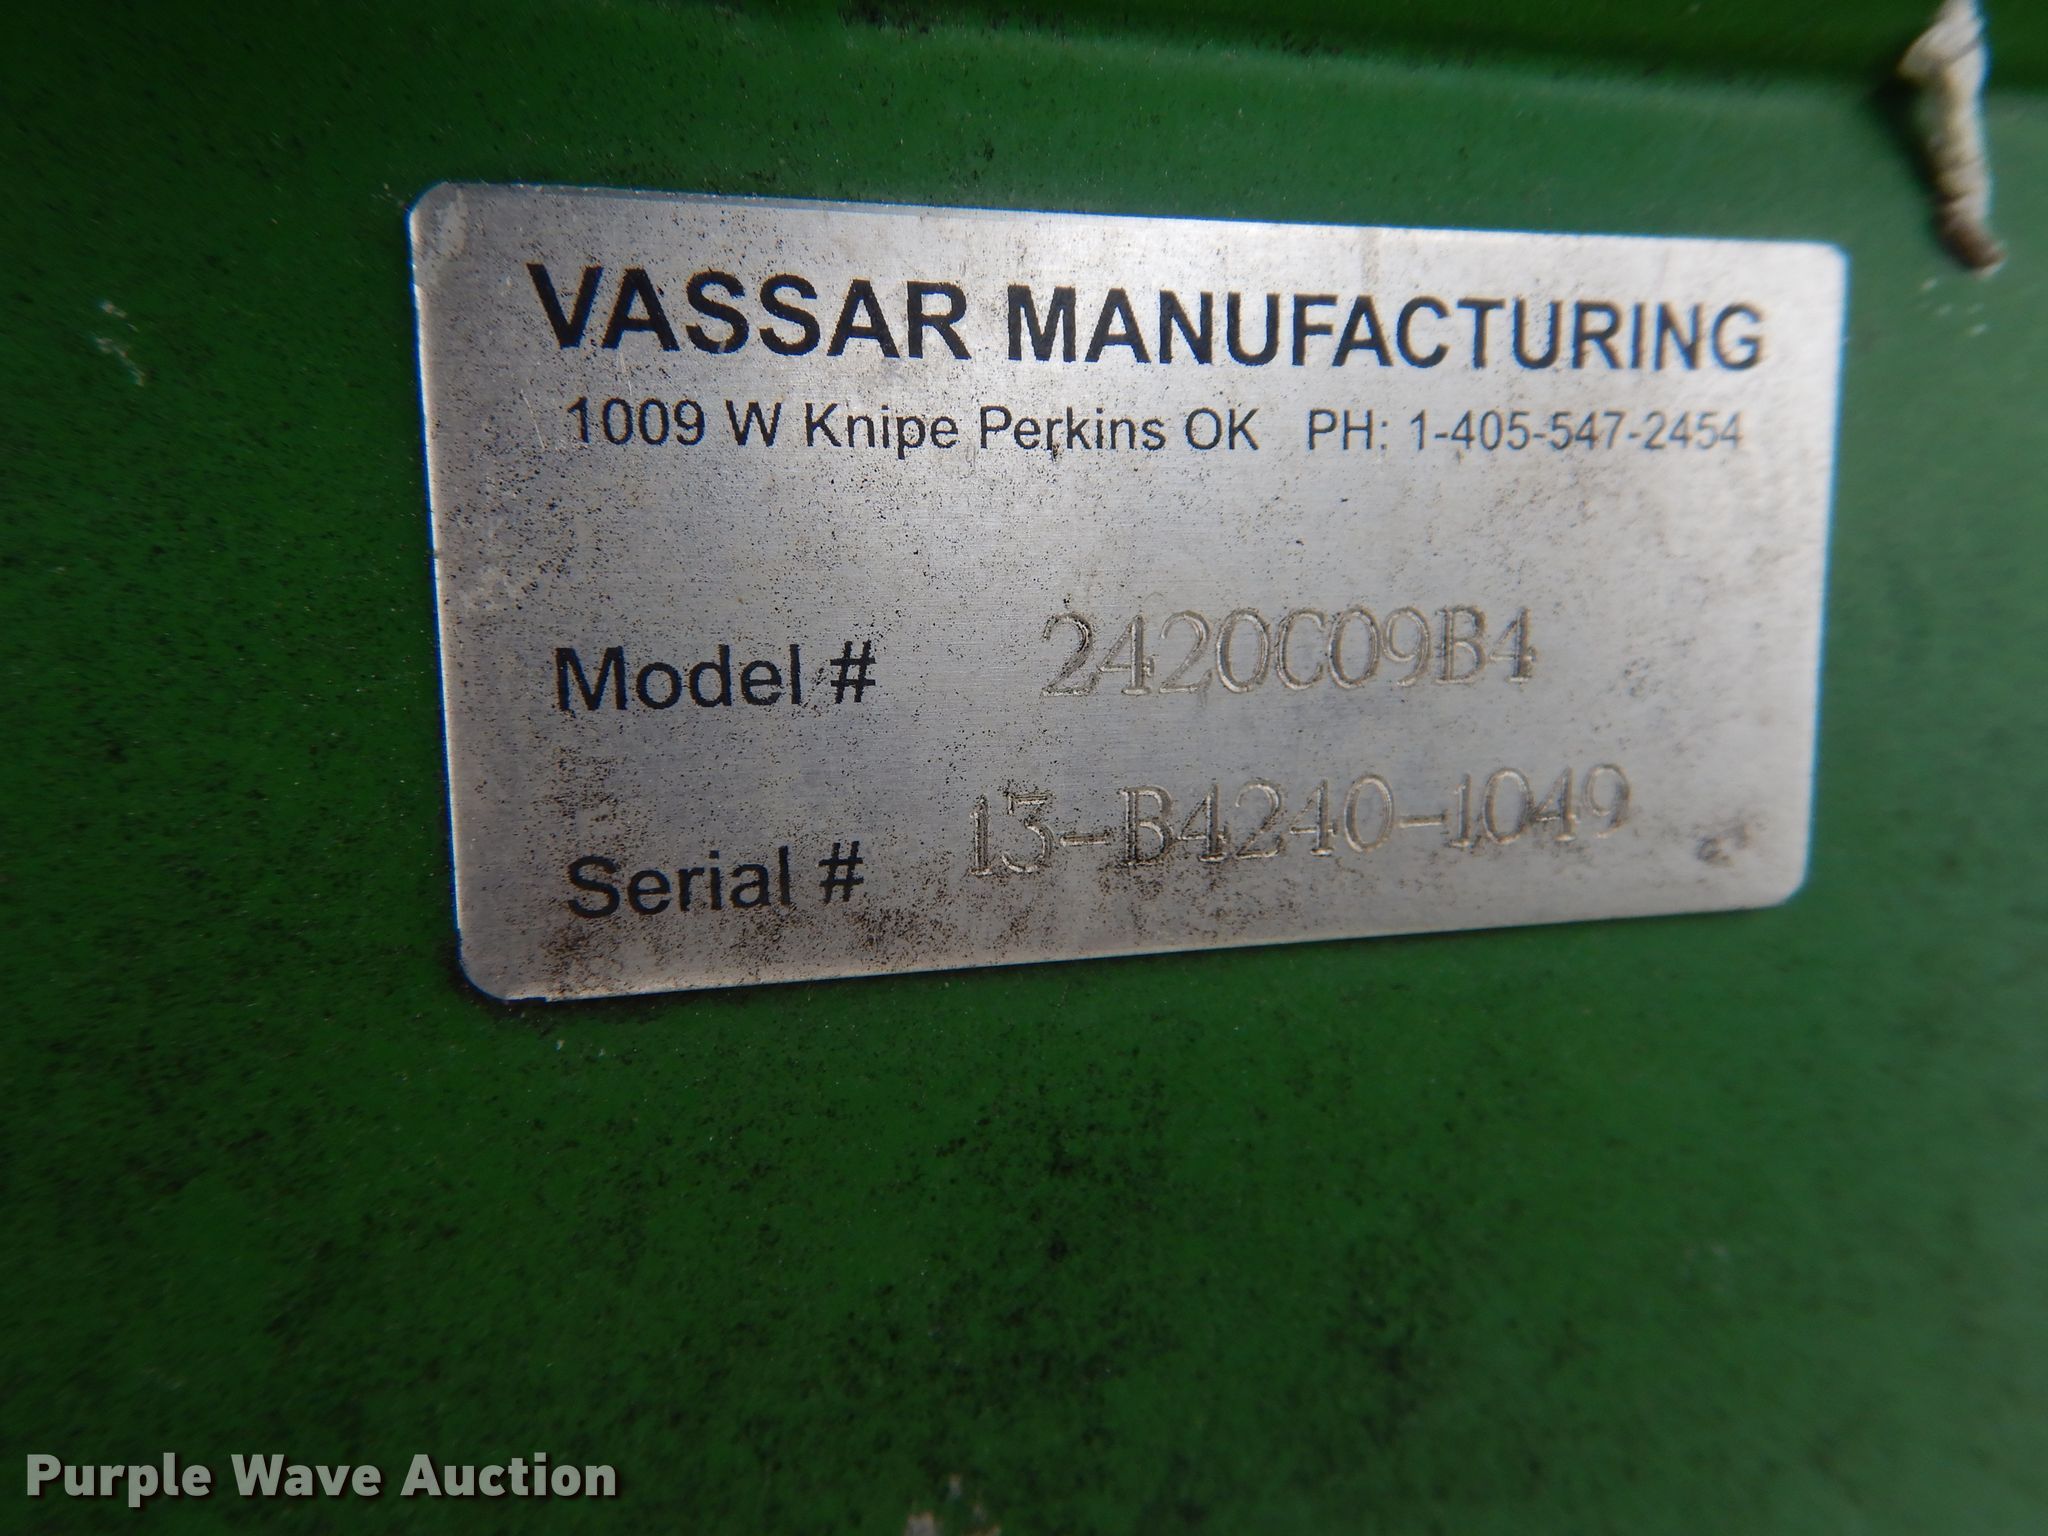 VASSAR MANUFACTURING
1009 W Knipe Perkins OK PH: 1-405-547-2454
Model # 2420C09B4
Serial # 13-B4240-1049
Purple Wave Auction